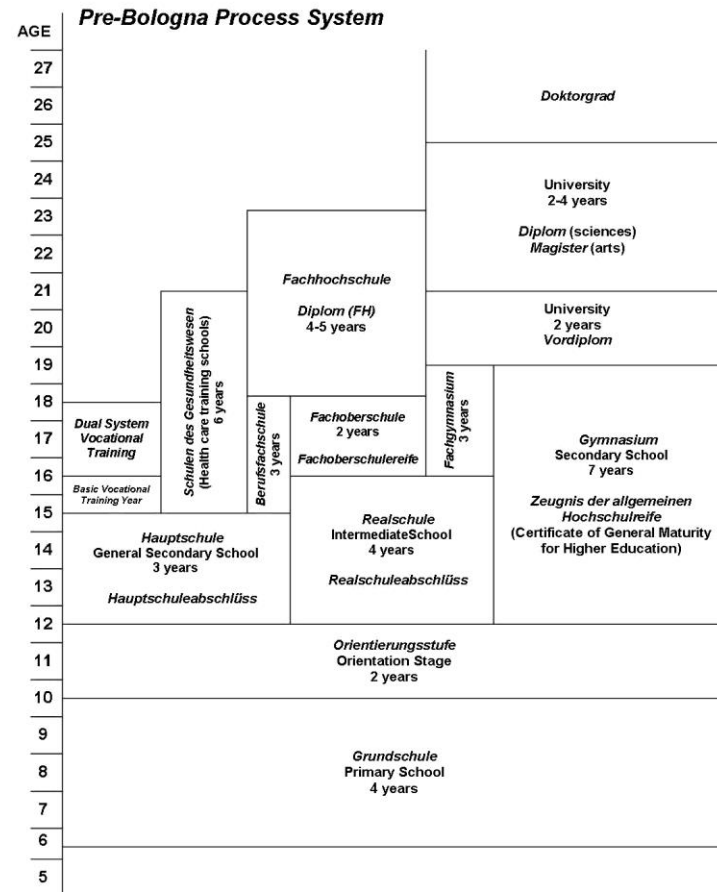 Pre-Bologna Process System
AGE
27
26
25
24
23
22
21
20
19
18
17
16
15
14
13
12
11
10
9
8
7
6
5
Doktorgrad
University
2-4 years
Diplom (sciences)
Magister (arts)
Fachhochschule
Diplom (FH)
4-5 years
University
2 years
Vordiplom
Schulen des Gesundheitswesen
(Health care training schools)
6 years
Dual System
Vocational
Training
Basic Vocational
Training Year
Berufsfachschule
3 years
Fachoberschule
2 years
Fachoberschulereife
Fachgymnasium
3 years
Gymnasium
Secondary School
7 years
Zeugnis der allgemeinen
Hochschulreife
(Certificate of General Maturity
for Higher Education)
Hauptschule
General Secondary School
3 years
Hauptschuleabschlüss
Realschule
IntermediateSchool
4 years
Realschuleabschlüss
Orientierungsstufe
Orientation Stage
2 years
Grundschule
Primary School
4 years